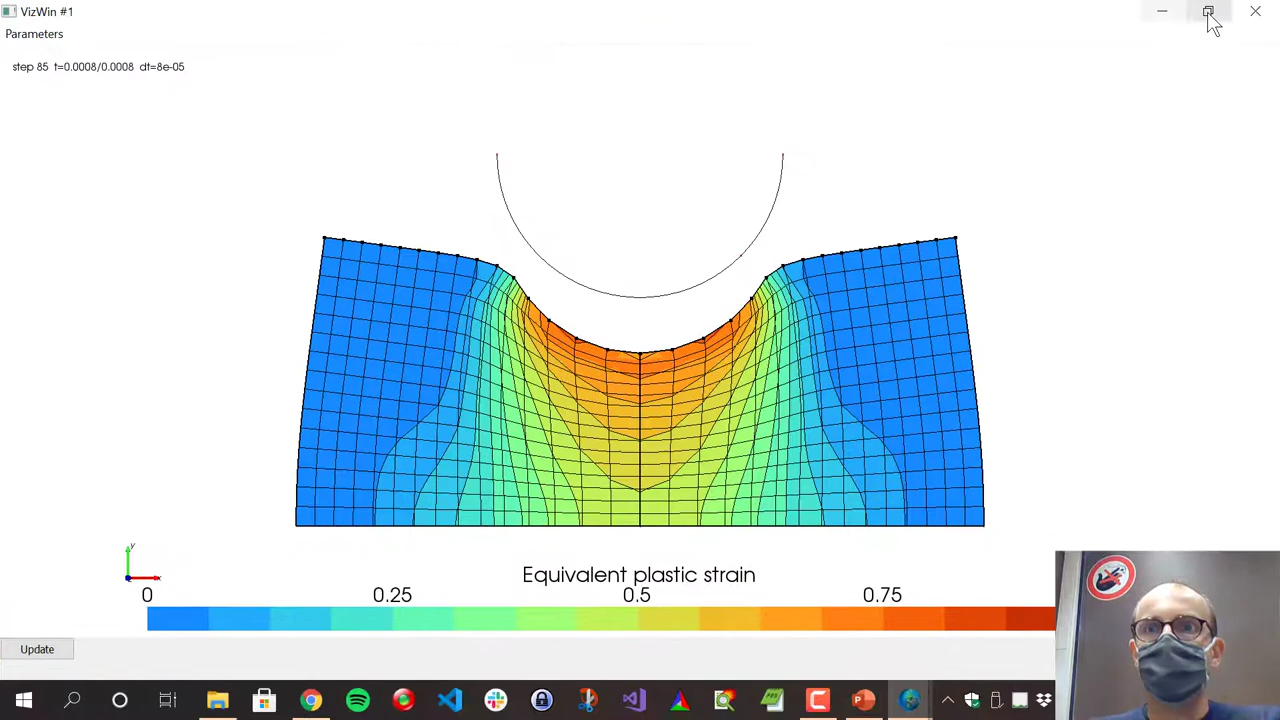 VizWin #1
Parameters
step 85 t=0.0008/0.0008 dt=8e-05
y
x
Equivalent plastic strain
0 0.25 0.5 0.75
Update